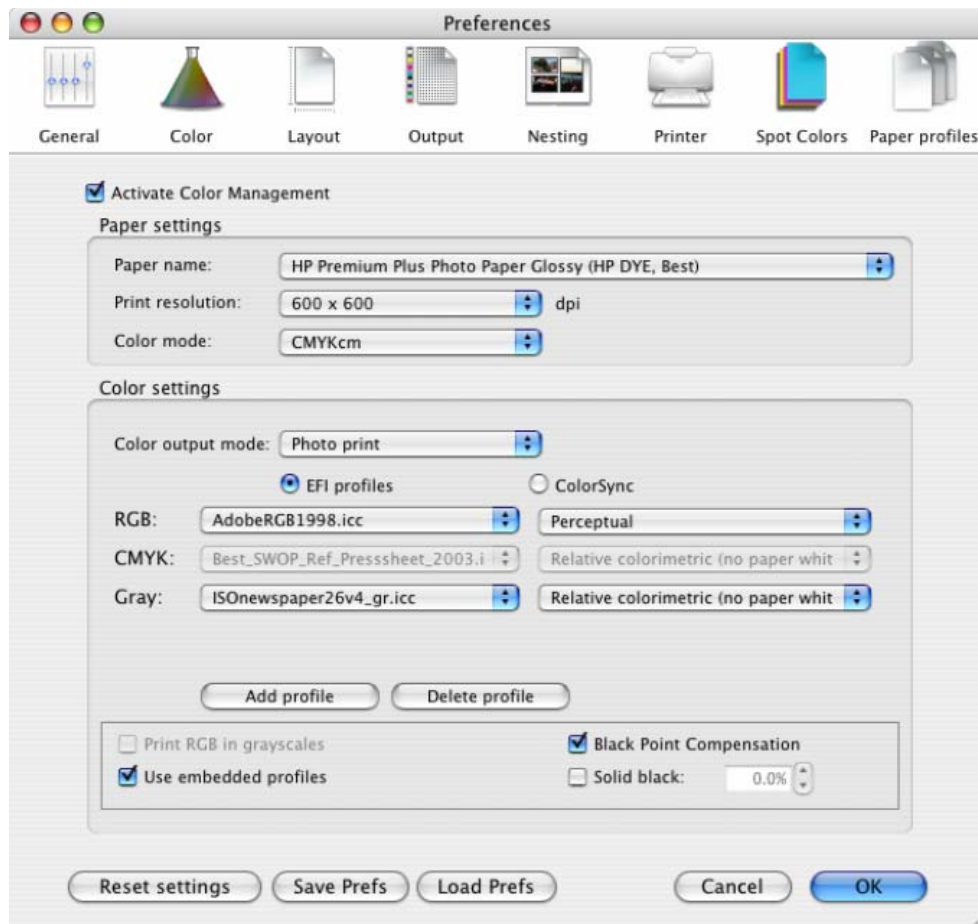 Preferences
General Color Layout Output Nesting Printer Spot Colors Paper profiles
Activate Color Management
Paper settings
Paper name: HP Premium Plus Photo Paper Glossy (HP DYE, Best)
Print resolution: 600 x 600 dpi
Color mode: CMYKcm
Color settings
Color output mode: Photo print
EFI profiles ColorSync
RGB: AdobeRGB1998.icc Perceptual
CMYK: Best_SWOP_Ref_Presssheet_2003.i Relative colorimetric (no paper whit
Gray: ISOnewspaper26v4_gr.icc Relative colorimetric (no paper whit
Add profile Delete profile
Print RGB in grayscales Black Point Compensation
Use embedded profiles Solid black: 0.0%
Reset settings Save Prefs Load Prefs Cancel OK